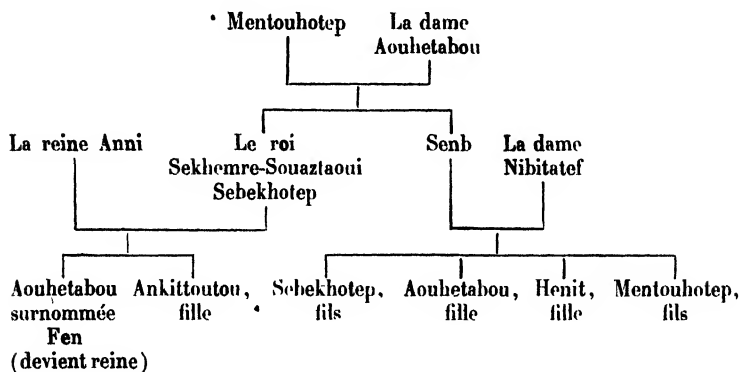 Mentouhotep La dame
Aouhetabou
La reine Anni Le roi Senb La dame
Sekhemre-Souaztaoui Nibitatef
Sebekhotep
Aouhetabou Ankittoutou, Sebekhotep, Aouhetabou, Henit, Mentouhotep,
surnommée fille fils fille fille fils
Fen
(devient reine)